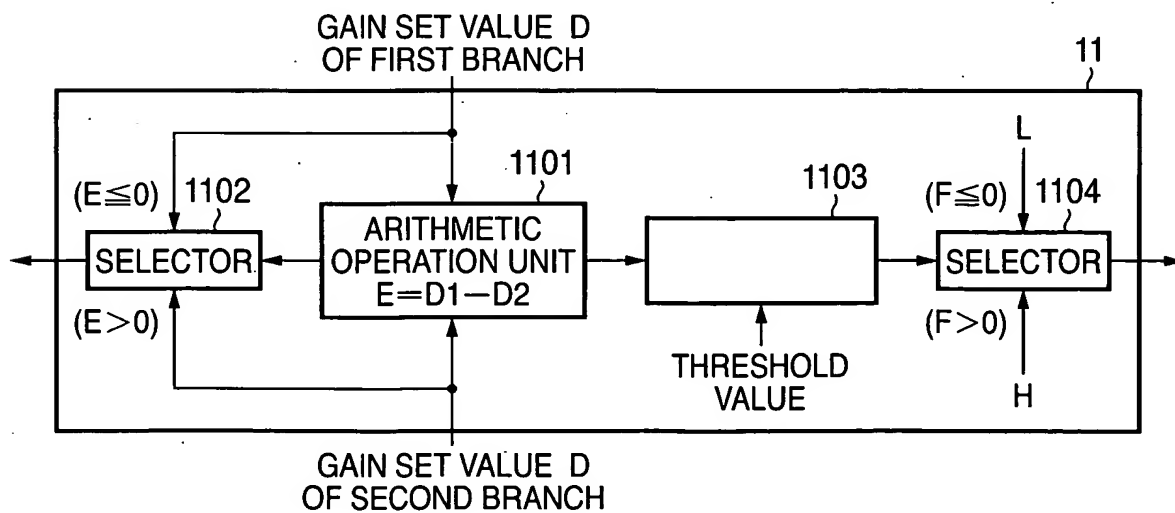 GAIN SET VALUE D
OF FIRST BRANCH
11
L
1101
1102
1103
1104
(E≦0)
(F≦0)
SELECTOR
ARITHMETIC
OPERATION UNIT
E=D1-D2
SELECTOR
(E>0)
(F>0)
THRESHOLD
VALUE
H
GAIN SET VALUE D
OF SECOND BRANCH